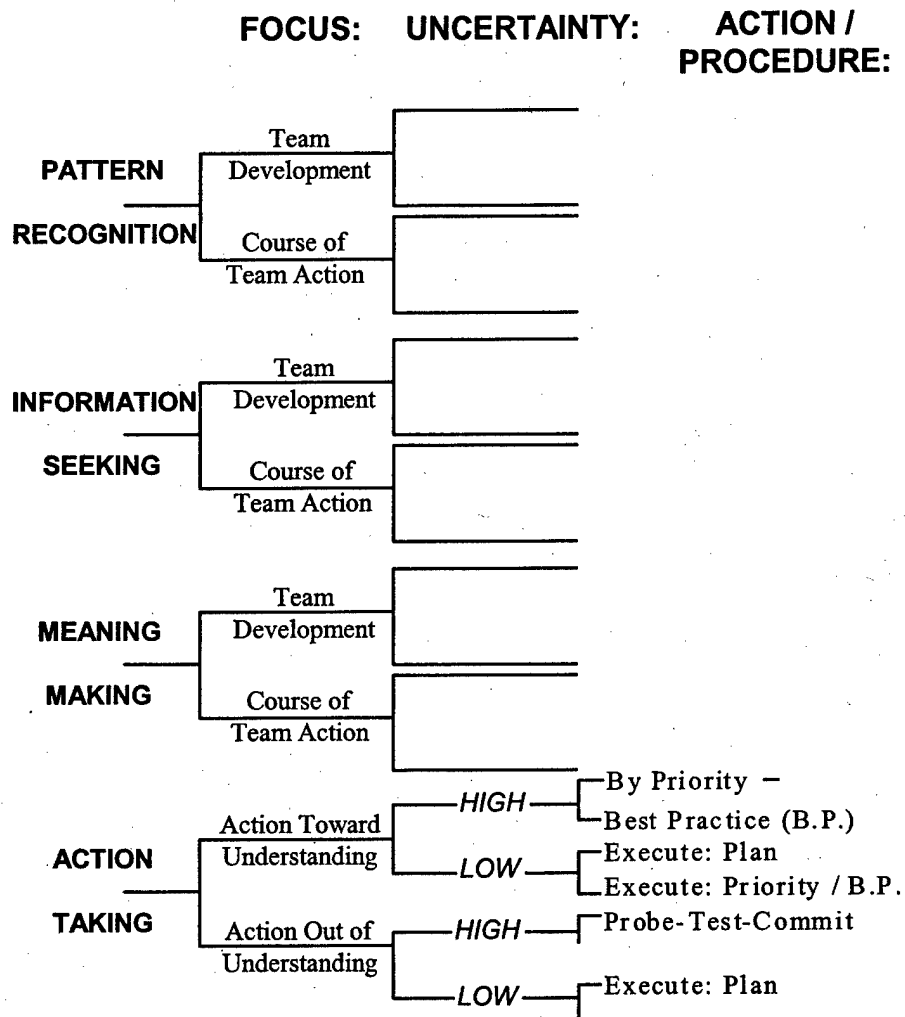 FOCUS: UNCERTAINTY: ACTION /
PROCEDURE:
Team
PATTERN Development
RECOGNITION Course of
Team Action
Team
INFORMATION Development
SEEKING Course of
Team Action
Team
MEANING Development
MAKING Course of
Team Action
By Priority –
HIGH
Action Toward Best Practice (B.P.)
Understanding Execute: Plan
ACTION LOW
Execute: Priority / B.P.
TAKING Action Out of HIGH Probe-Test-Commit
Understanding
LOW Execute: Plan